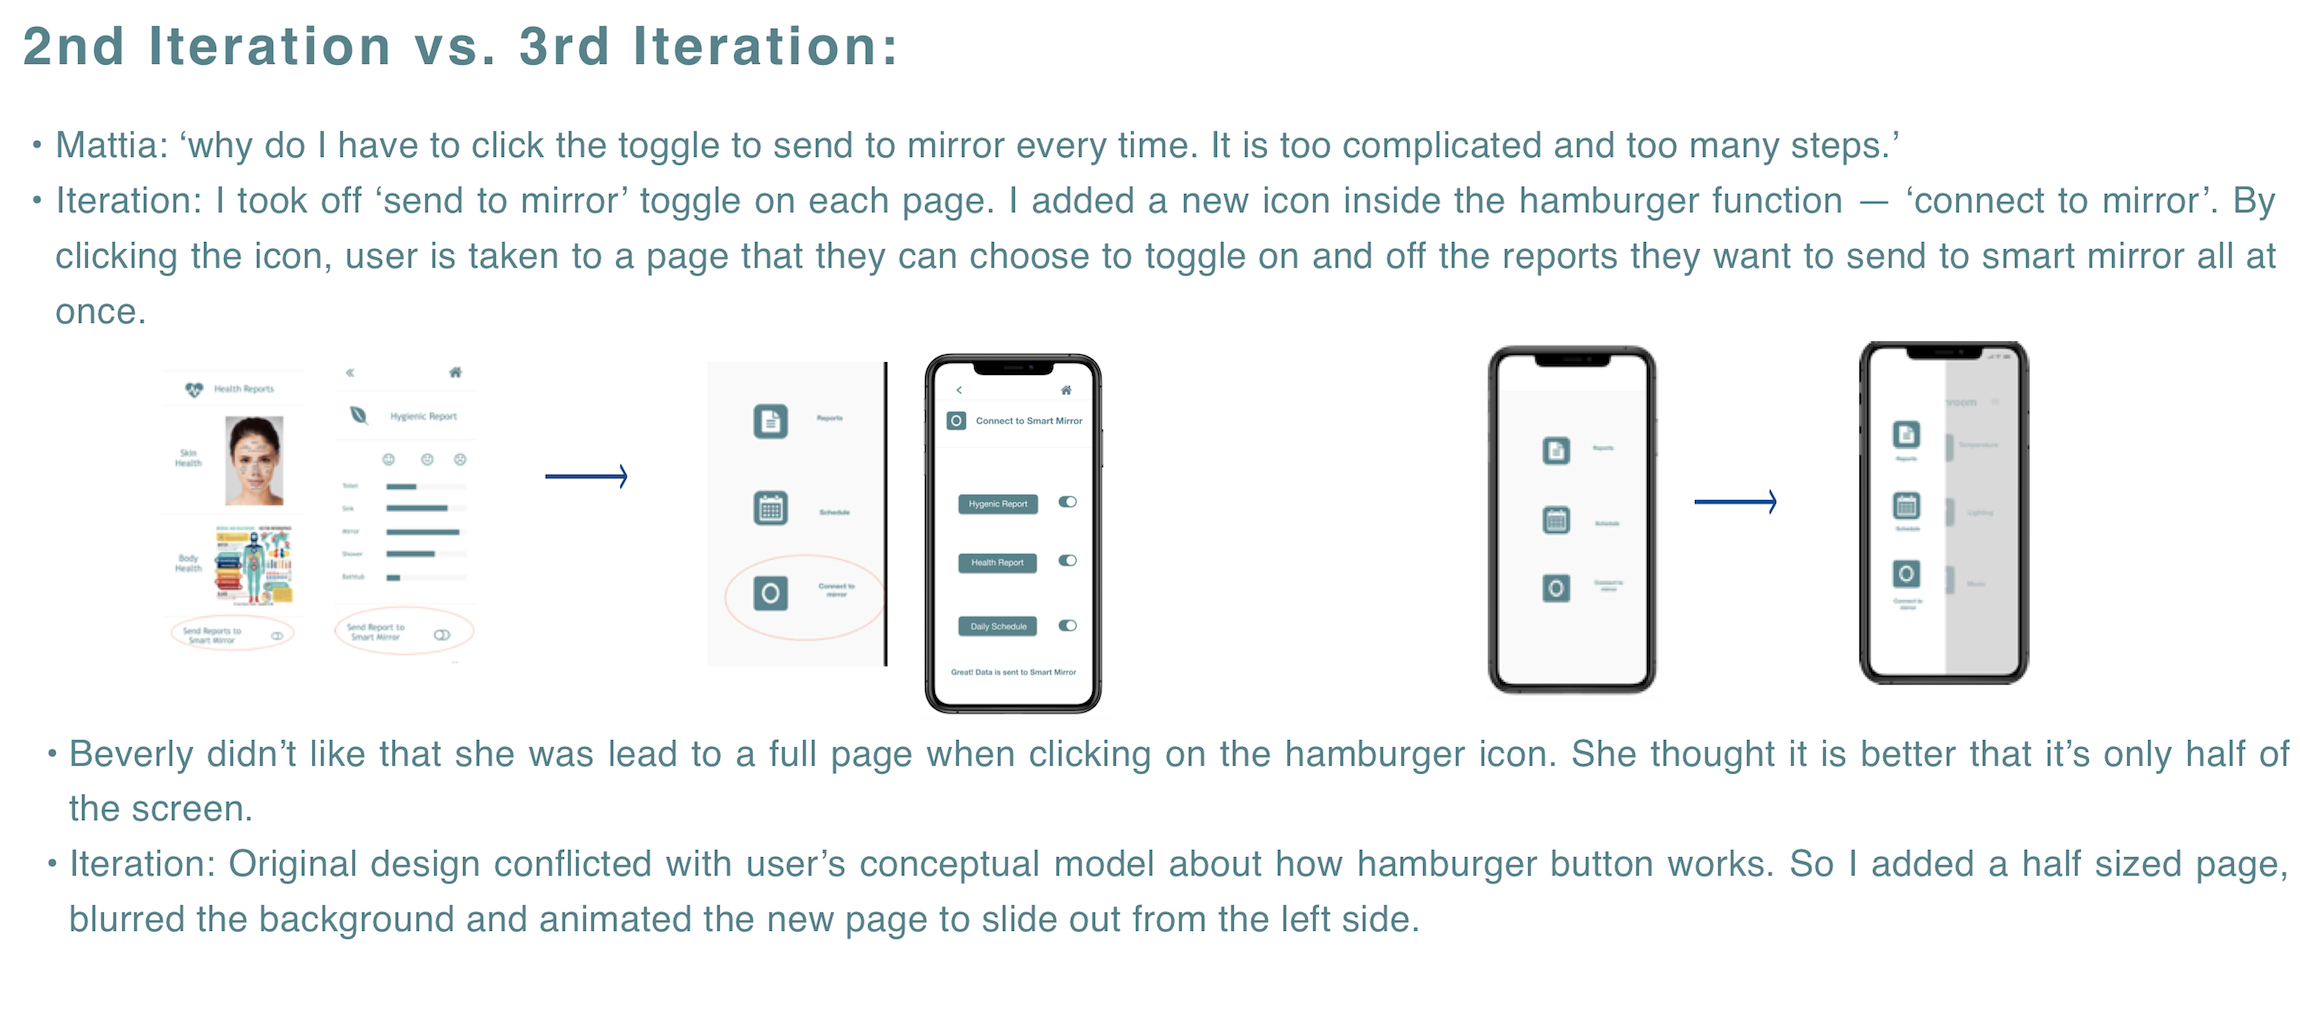 2nd Iteration vs. 3rd Iteration:
• Mattia: ‘why do I have to click the toggle to send to mirror every time. It is too complicated and too many steps.’
• Iteration: I took off ‘send to mirror’ toggle on each page. I added a new icon inside the hamburger function — ‘connect to mirror’. By
clicking the icon, user is taken to a page that they can choose to toggle on and off the reports they want to send to smart mirror all at
once.
Health Reports
Skin
Health
Body
Health
Send Reports to
Smart Mirror
Hygienic Report
Toilet
Sink
Mirror
Shower
Bathtub
Send Report to
Smart Mirror
Reports
Schedule
Connect to
mirror
Connect to Smart Mirror
Hygenic Report
Health Report
Daily Schedule
Great! Data is sent to Smart Mirror
Reports
Schedule
Connect to
mirror
Reports
Schedule
Connect to
mirror
room
Temperature
Lighting
Music
• Beverly didn’t like that she was lead to a full page when clicking on the hamburger icon. She thought it is better that it’s only half of
the screen.
• Iteration: Original design conflicted with user’s conceptual model about how hamburger button works. So I added a half sized page,
blurred the background and animated the new page to slide out from the left side.